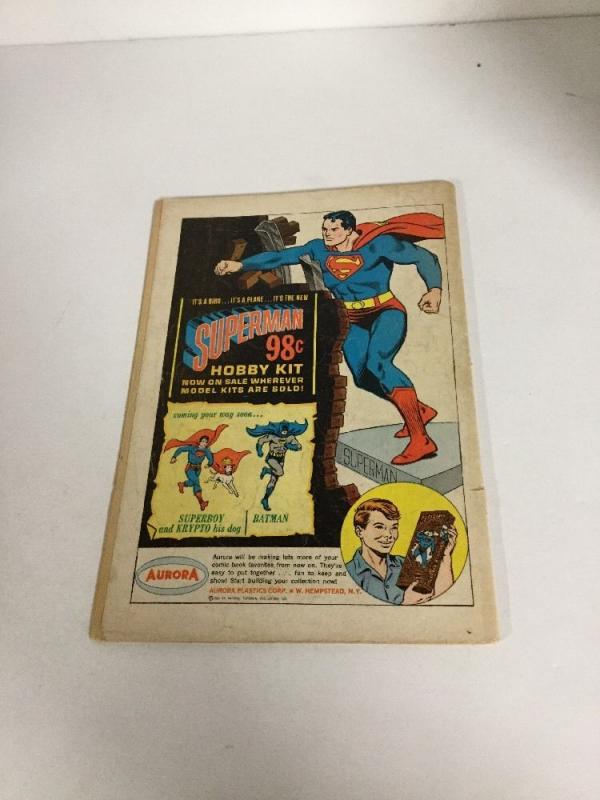 IT'S A BIRD...IT'S A PLANE...IT'S THE NEW
SUPERMAN
98c
HOBBY KIT
NOW ON SALE WHEREVER
MODEL KITS ARE SOLD!
coming your way soon...
SUPERBOY
and KRYPTO his dog
BATMAN
SUPERMAN
AURORA
Aurora will be making lots more of your
comic book favorites from now on. They're
easy to put together ... fun to keep and
show! Start building your collection now!
AURORA PLASTICS CORP. • W. HEMPSTEAD, N.Y.